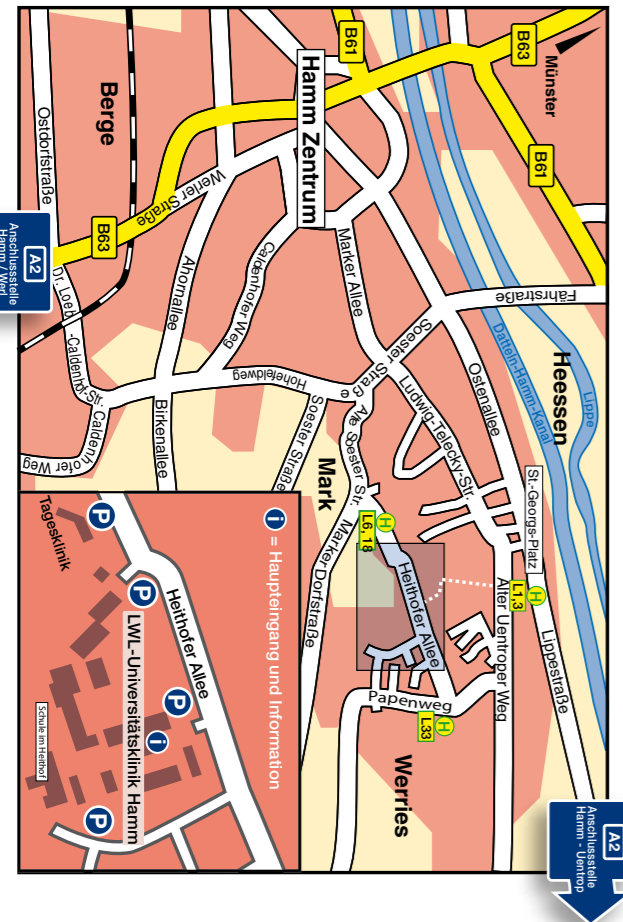 Münster
B63
B61
B61
Hamm Zentrum
Berge
Ostdorfstraße
Werler Straße
B63
A2
Anschlussstelle
Hamm / Werl
Dr. Loeb
-Caldenhof-Str.
Caldenhofer Weg
Ahornallee
Caldenhofer Weg
Marker Allee
Fährstraße
Soester Straße
Ostenallee
Datteln-Hamm-Kanal
Lippe
Heessen
Hohefeldweg
Birkenallee
Soester Straße
Alte Soester Str.
Ludwig-Telecky-Str.
Mark
Marker Dorfstraße
St.-Georgs-Platz
H
L1,3
H
L6, 18
Heithofer Allee
Alter Uentroper Weg
Lippestraße
Papenweg
H
L33
Werries
A2
Anschlussstelle
Hamm - Uentrop
i = Haupteingang und Information
Heithofer Allee
LWL-Universitätsklinik Hamm
P
P
P
P
i
Tagesklinik
Schule im Heithof